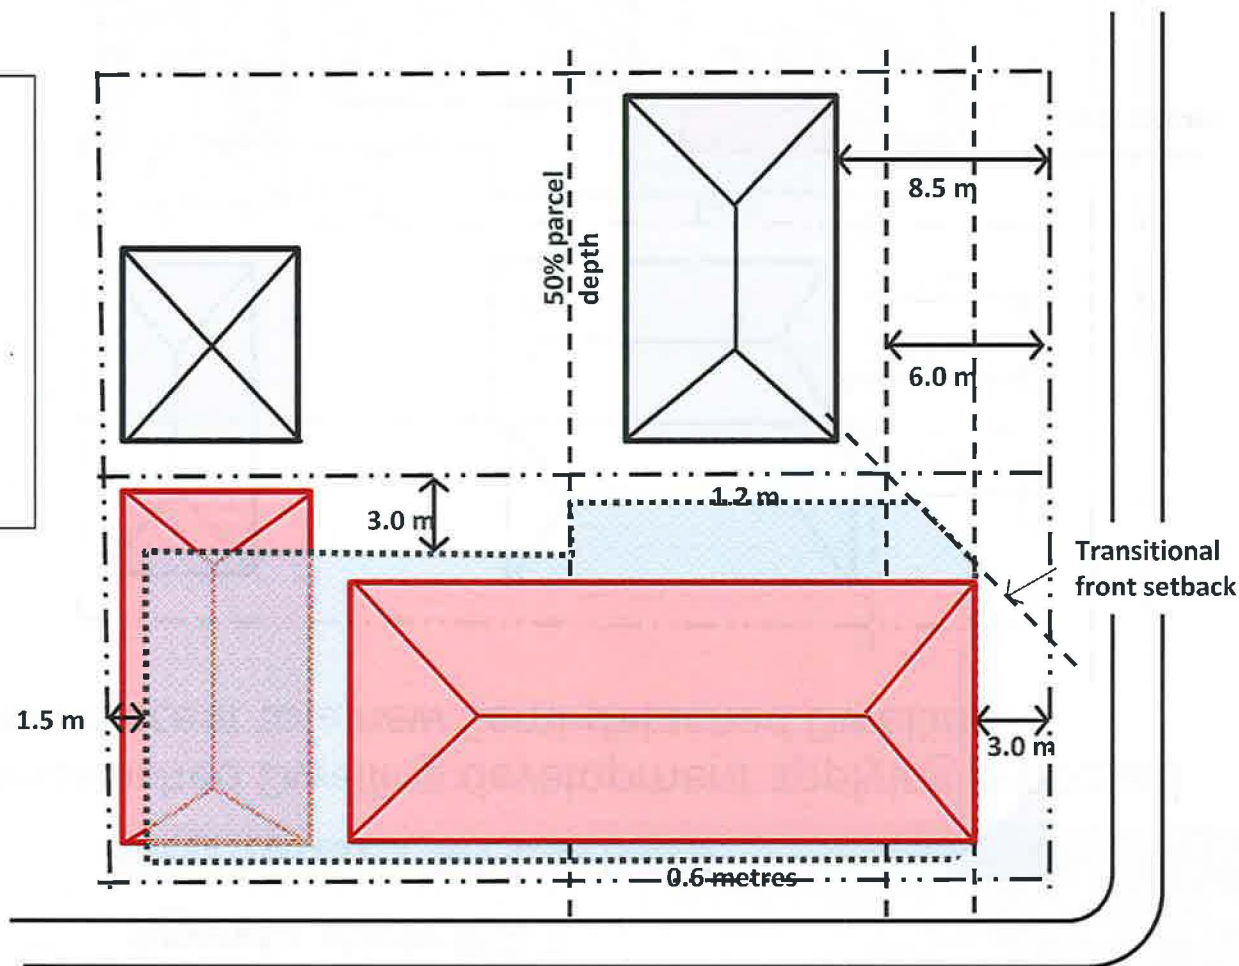 8.5 m
50% parcel
depth
6.0 m
1.2 m
3.0 m
Transitional
front setback
1.5 m
3.0 m
0.6 metres